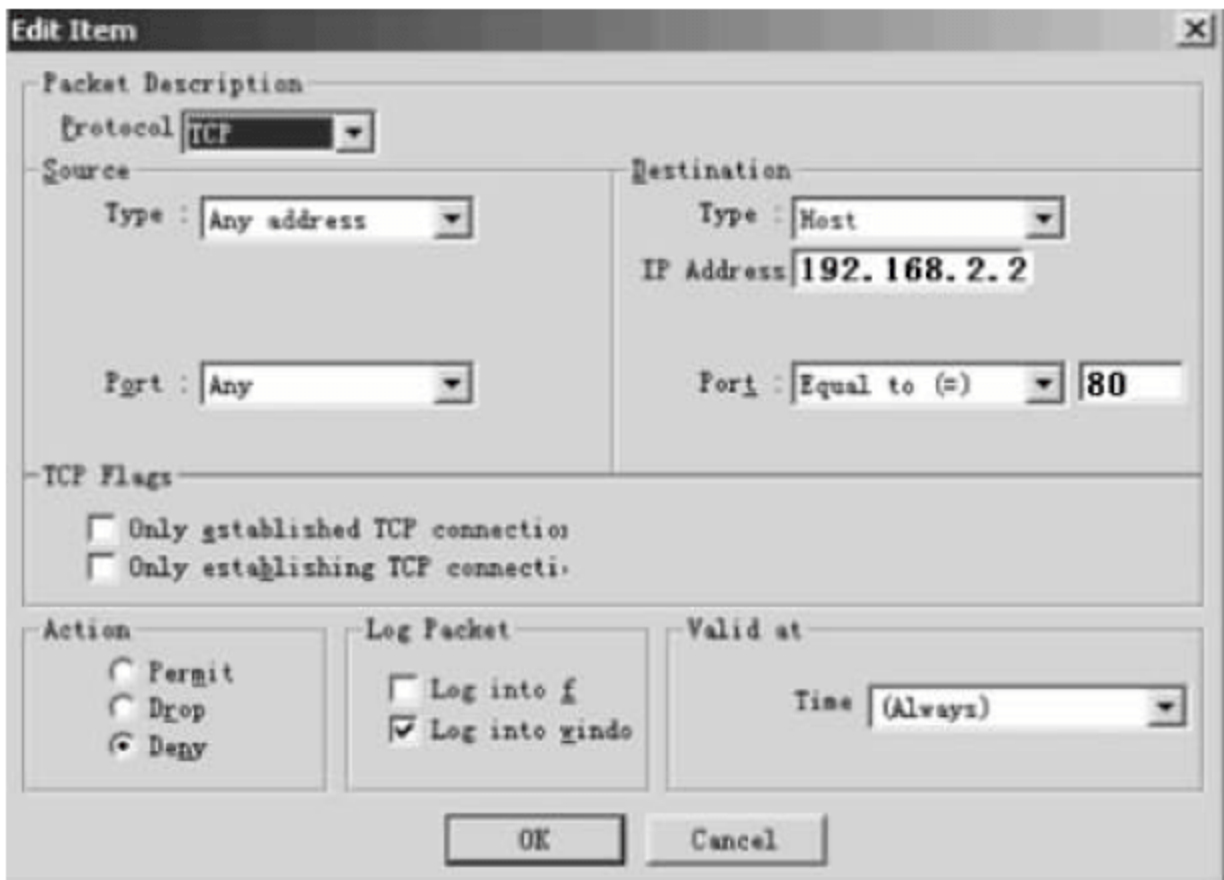 Edit Item
Packet Description
Protocol TCP
Source
Type : Any address
Port : Any
Destination
Type : Host
IP Address 192.168.2.2
Port : Equal to (=) 80
TCP Flags
Only established TCP connection
Only establishing TCP connecti
Action
Permit
Drop
Deny
Log Packet
Log into f
Log into windo
Valid at
Time (Always)
OK Cancel